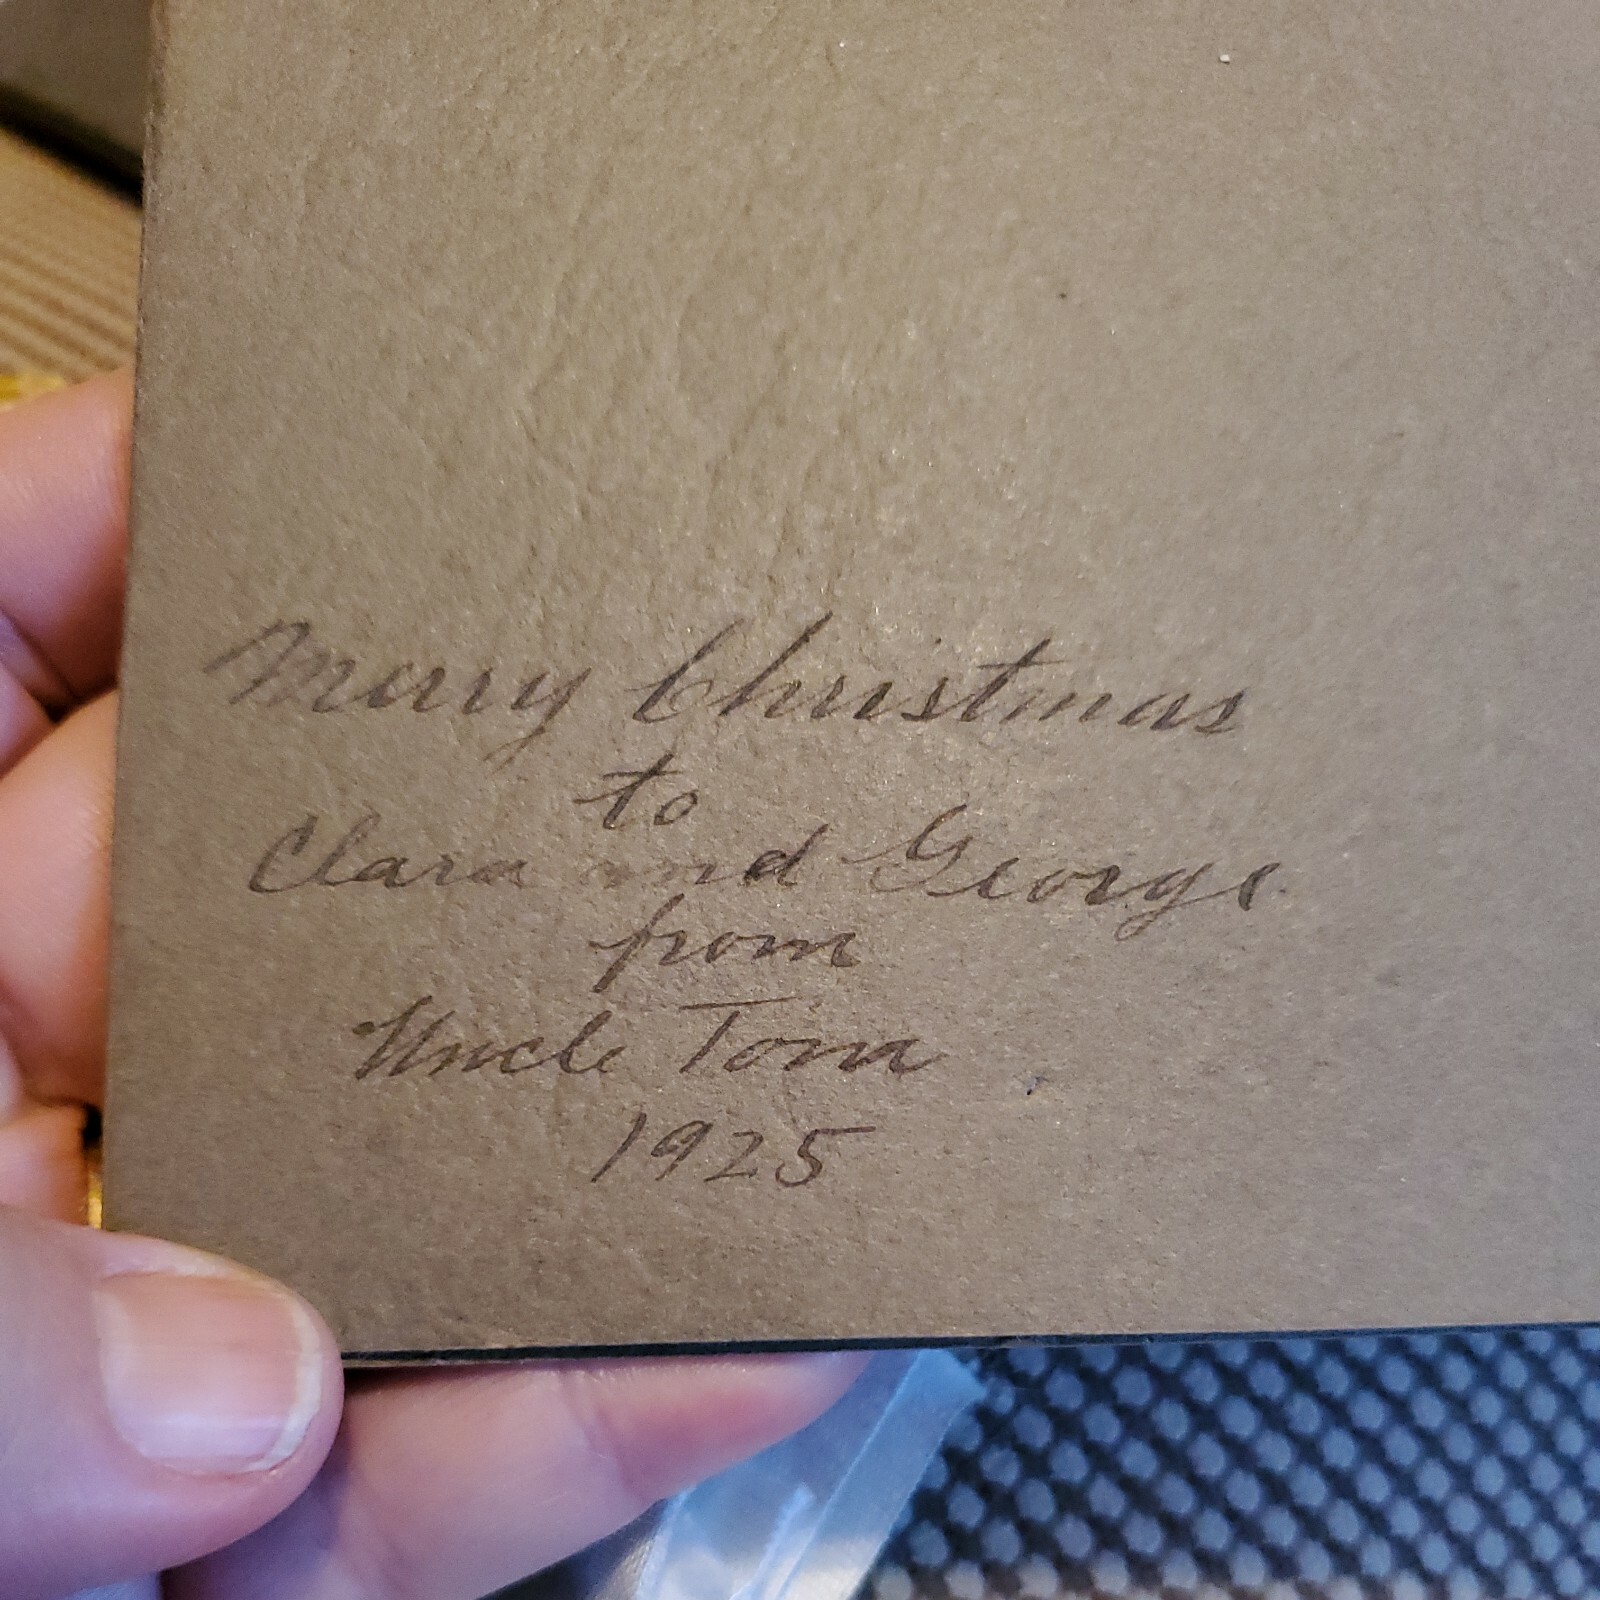 Merry Christmas
to
Clara and George
from
Uncle Tom
1925